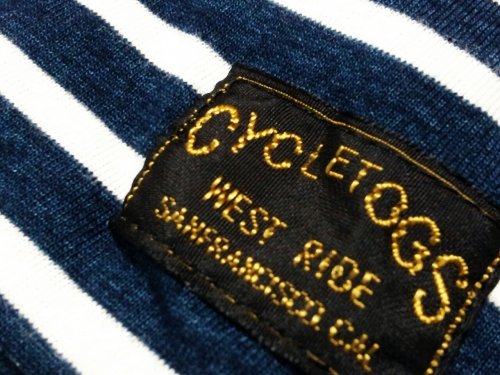 CYCLETOGS
WEST RIDE
SANFRANCISCO. CAL